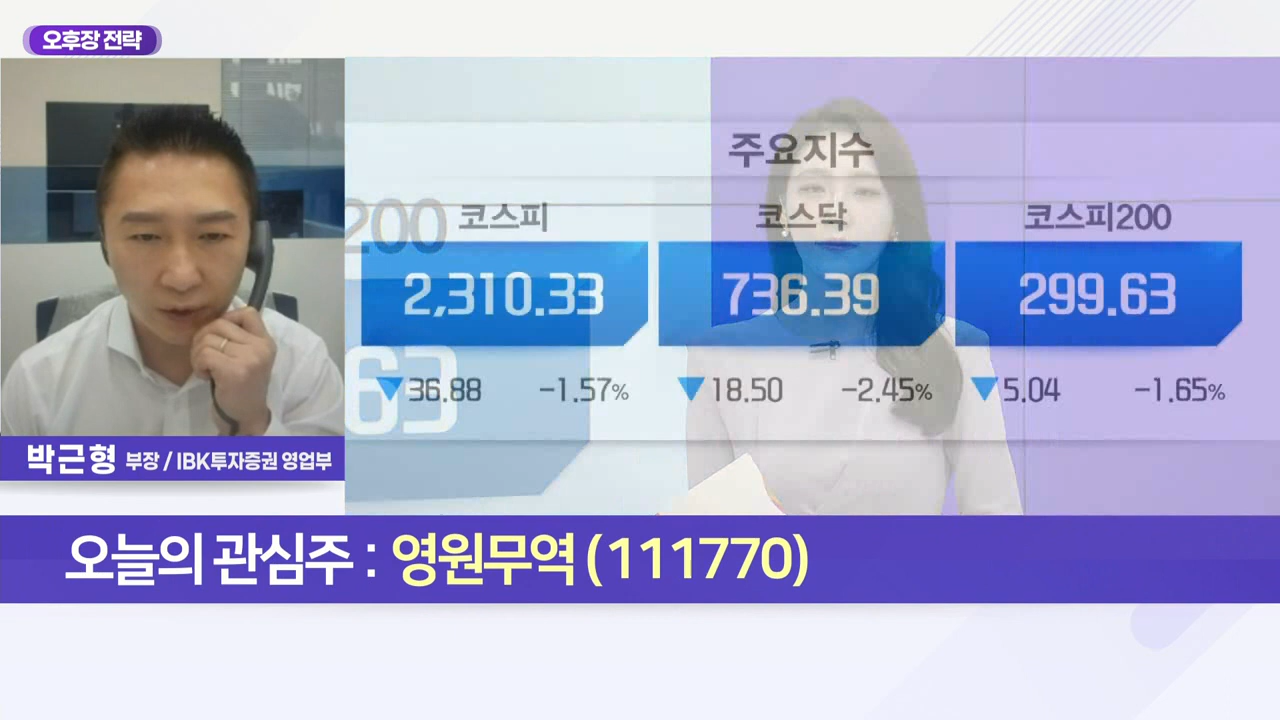 오후장 전략
주요지수
200
코스피
코스닥
코스피200
2,310.33
736.39
299.63
63
▼36.88 -1.57%
▼18.50 -2.45%
▼5.04 -1.65%
박근형 부장 / IBK투자증권 영업부
오늘의 관심주 : 영원무역 (111770)